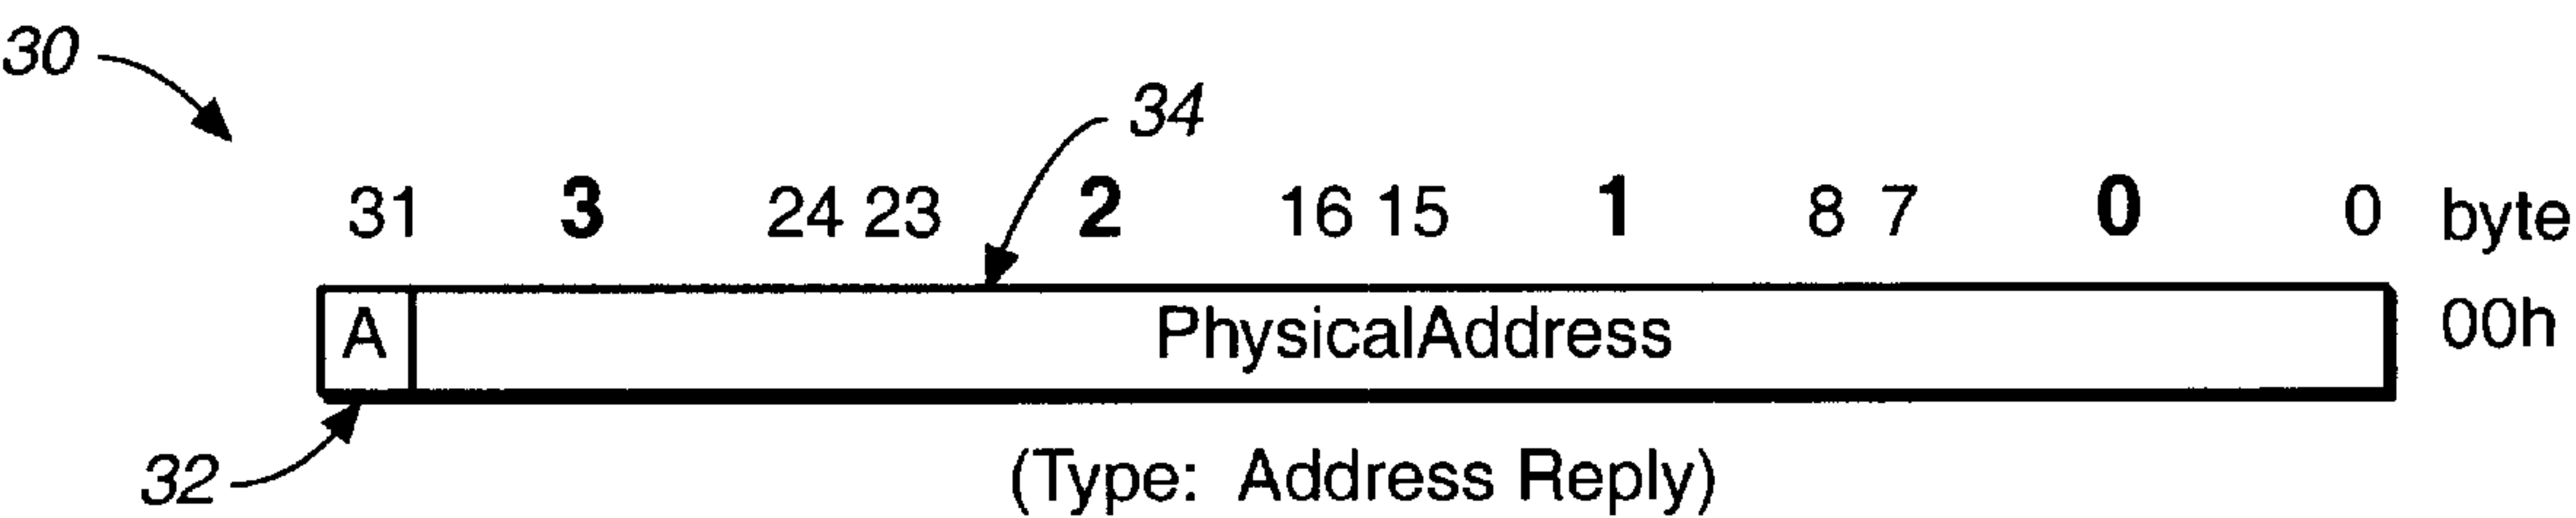 30
34
31 3 24 23 2 16 15 1 8 7 0 0 byte
A PhysicalAddress 00h
32
(Type: Address Reply)